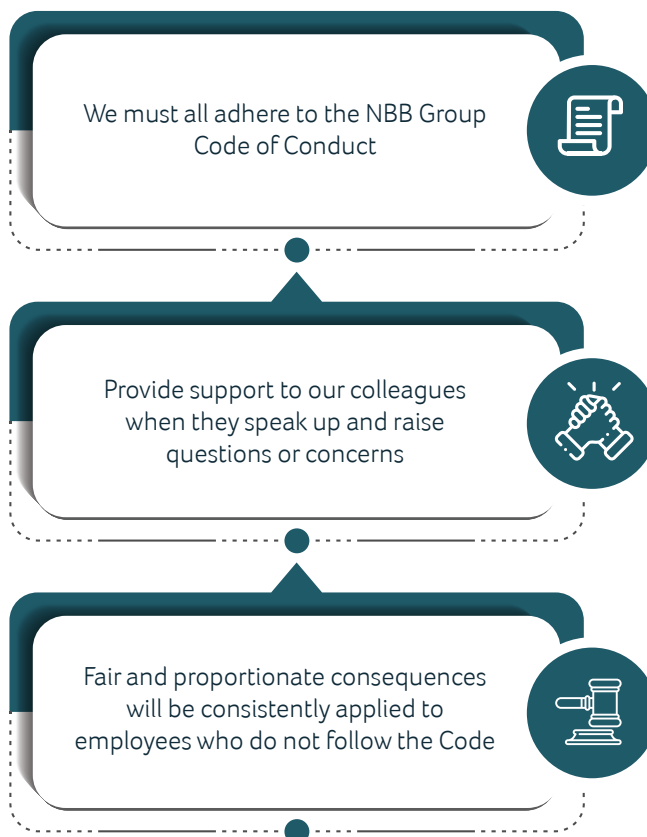 We must all adhere to the NBB Group
Code of Conduct
Provide support to our colleagues
when they speak up and raise
questions or concerns
Fair and proportionate consequences
will be consistently applied to
employees who do not follow the Code